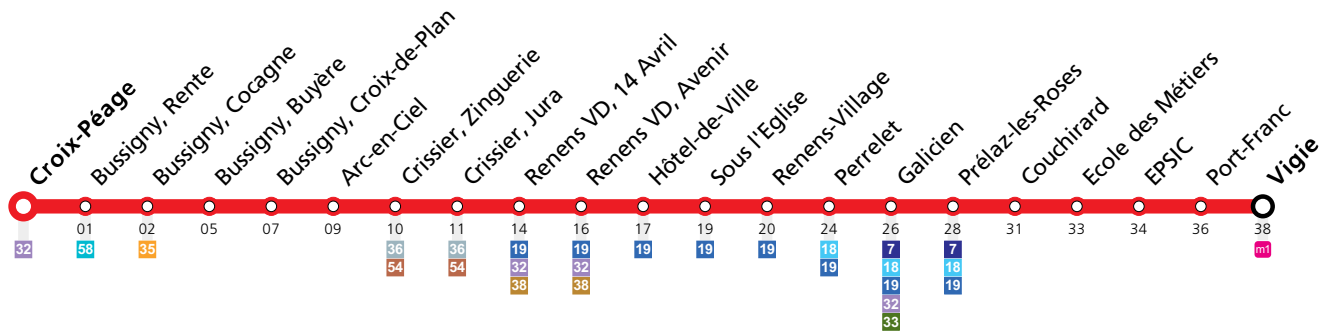 Croix-Péage
Bussigny, Rente
Bussigny, Cocagne
Bussigny, Buyère
Bussigny, Croix-de-Plan
Arc-en-Ciel
Crissier, Zinguerie
Crissier, Jura
Renens VD, 14 Avril
Renens VD, Avenir
Hôtel-de-Ville
Sous l'Eglise
Renens-Village
Perrelet
Galicien
Prélaz-les-Roses
Couchirard
Ecole des Métiers
EPSIC
Port-Franc
Vigie
01 02 05 07 09 10 11 14 16 17 19 20 24 26 28 31 33 34 36 38
32 58 35 36 36 19 19 19 19 19 18 7 7 m1
54 54 32 32 19 18 18
38 38 19 19
32
33